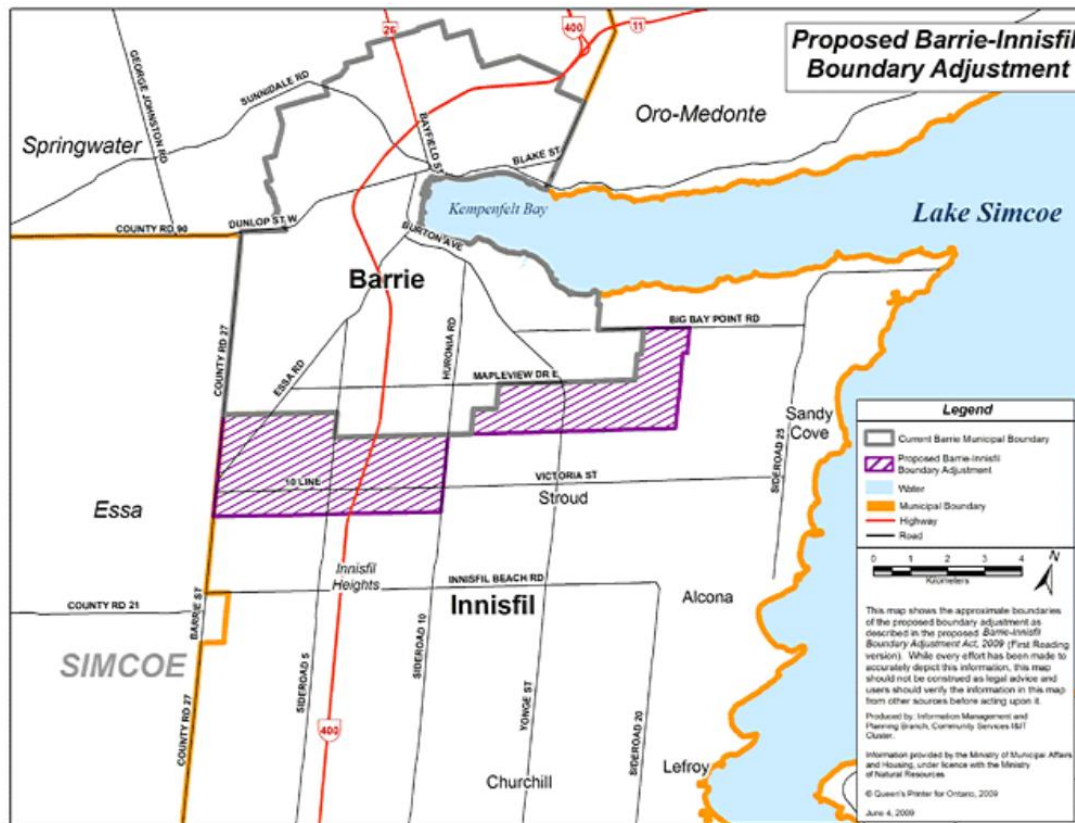 Proposed Barrie-Innisfil
Boundary Adjustment
26
400
11
GEORGE JOHNSTON RD
SUNNIDALE RD
BAYFIELD ST
Oro-Medonte
Springwater
BLAKE ST
Kempenfelt Bay
Lake Simcoe
DUNLOP ST W
COUNTY RD 90
BURTON AVE
Barrie
COUNTY RD 27
ESSA RD
HURONIA RD
BIG BAY POINT RD
MAPLEVIEW DR E
Sandy
Cove
SIDEROAD 25
10 LINE
VICTORIA ST
Stroud
Essa
Innisfil
Heights
INNISFIL BEACH RD
Innisfil
Alcona
COUNTY RD 21
BARRIE ST
SIMCOE
SIDEROAD 5
SIDEROAD 10
YONGE ST
SIDEROAD 20
COUNTY RD 27
400
Churchill
Lefroy
Legend
Current Barrie Municipal Boundary
Proposed Barrie-Innisfil
Boundary Adjustment
Water
Municipal Boundary
Highway
Road
0 1 2 3 4
Kilometers
N
This map shows the approximate boundaries
of the proposed boundary adjustment as
described in the proposed Barrie-Innisfil
Boundary Adjustment Act, 2009 (First Reading
version). While every effort has been made to
accurately depict this information, this map
should not be construed as legal advice and
users should verify the information in this map
from other sources before acting upon it.
Produced by: Information Management and
Planning Branch, Community Services I&IT
Cluster.
Information provided by the Ministry of Municipal Affairs
and Housing, under licence with the Ministry
of Natural Resources
© Queen's Printer for Ontario, 2009
June 4, 2009